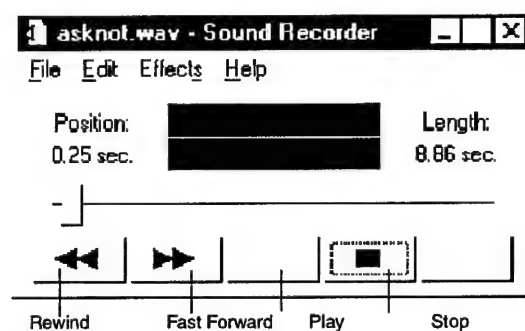 asknot.wav - Sound Recorder
File Edit Effects Help
Position: Length:
0.25 sec. 8.86 sec.
Rewind Fast Forward Play Stop